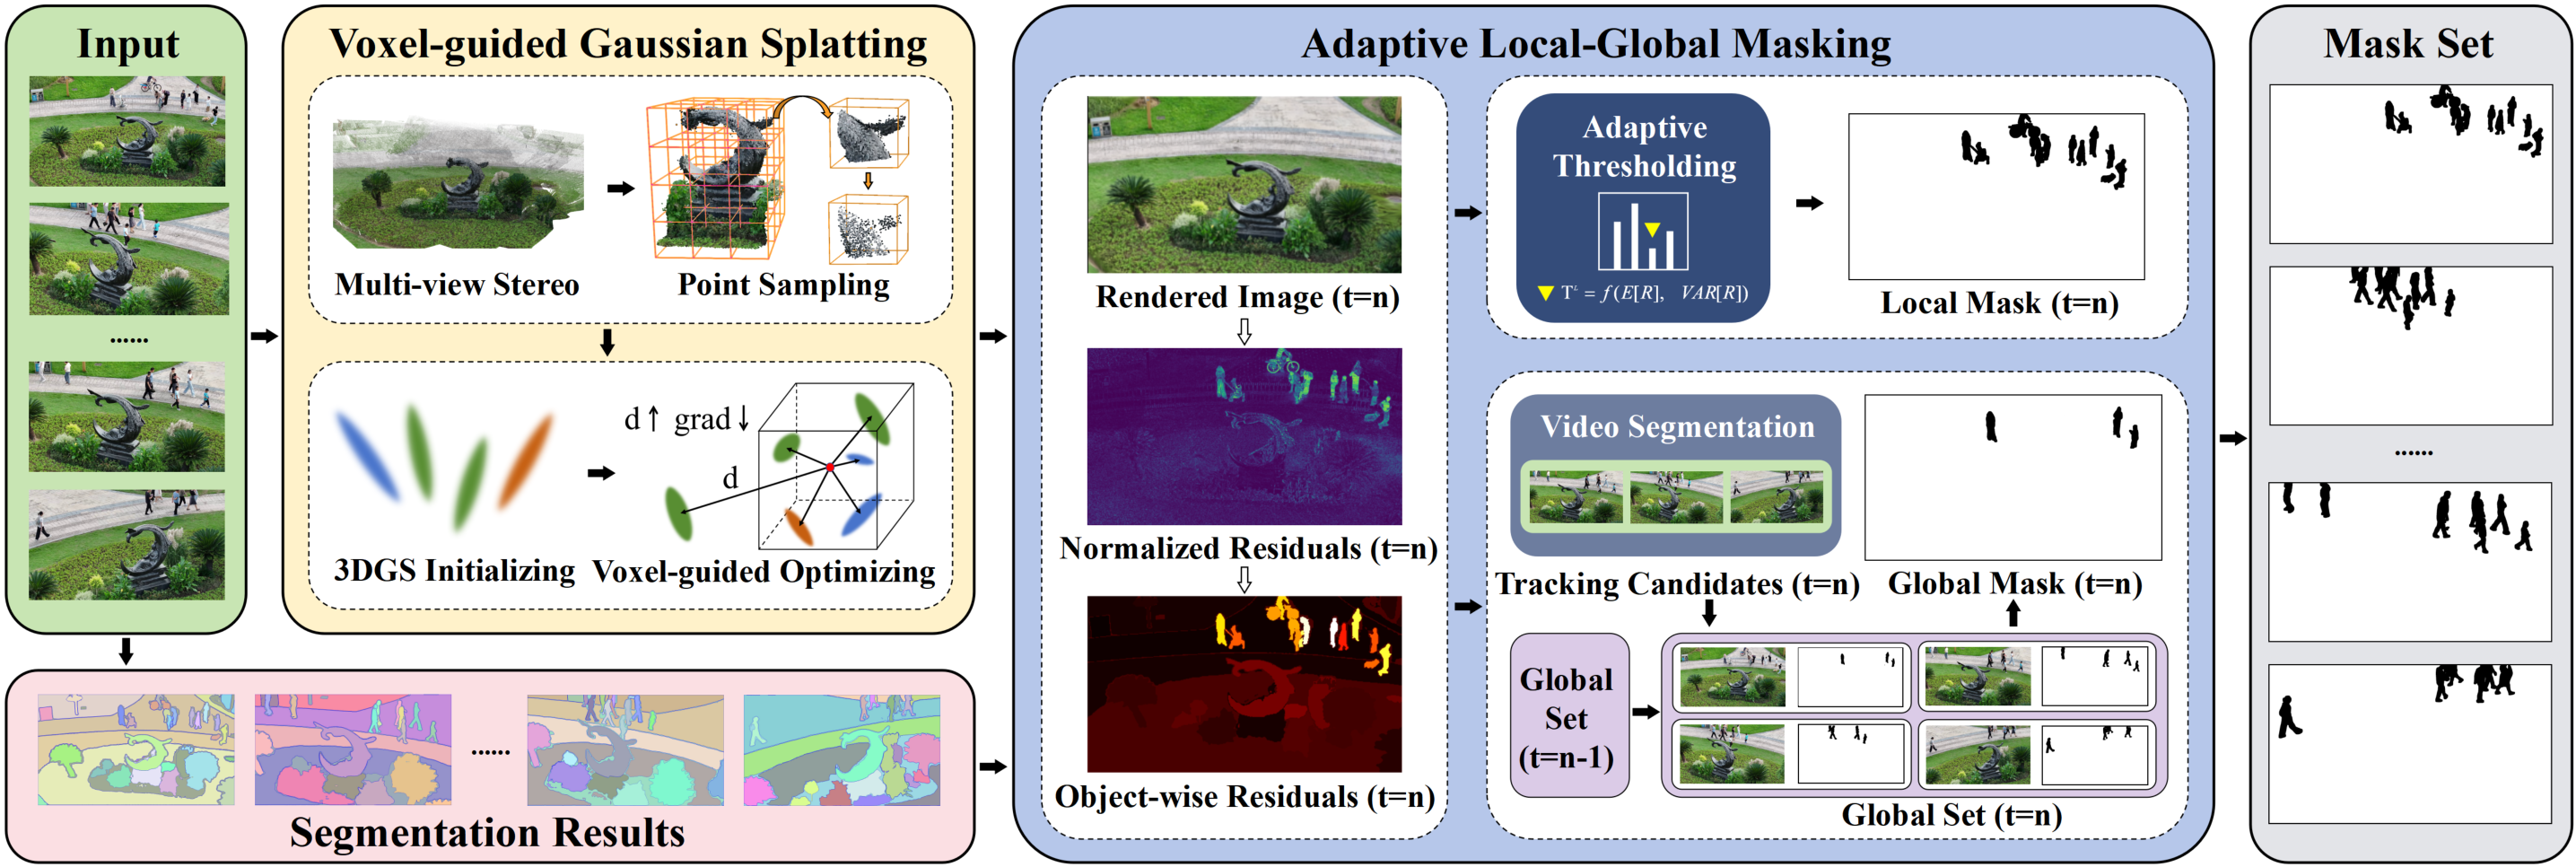 Input
......
Voxel-guided Gaussian Splatting
Multi-view Stereo
Point Sampling
d ↑ grad ↓
d
3DGS Initializing
Voxel-guided Optimizing
Segmentation Results
......
Adaptive Local-Global Masking
Rendered Image (t=n)
Normalized Residuals (t=n)
Object-wise Residuals (t=n)
Adaptive
Thresholding
T^L = f(E[R], VAR[R])
Local Mask (t=n)
Video Segmentation
Tracking Candidates (t=n)
Global Mask (t=n)
Global
Set
(t=n-1)
Global Set (t=n)
Mask Set
......